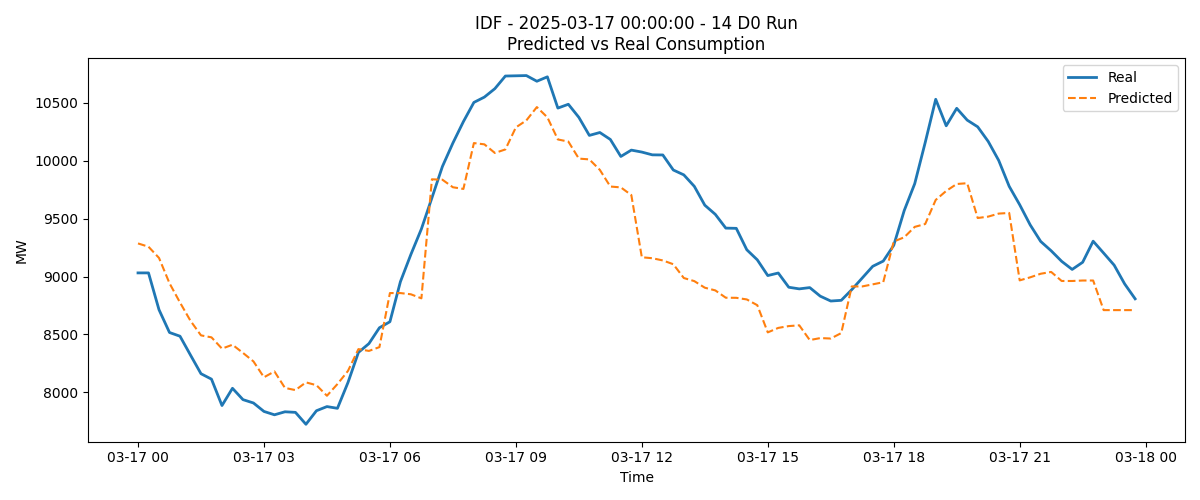 IDF - 2025-03-17 00:00:00 - 14 D0 Run
Predicted vs Real Consumption
Real
Predicted
MW
10500
10000
9500
9000
8500
8000
03-17 00
03-17 03
03-17 06
03-17 09
03-17 12
03-17 15
03-17 18
03-17 21
03-18 00
Time